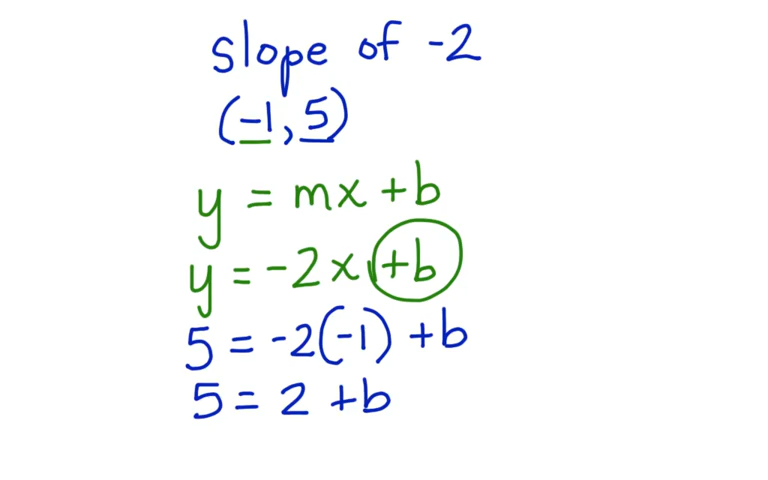 slope of -2
(-1, 5)
y = mx + b
y = -2x + b
5 = -2(-1) + b
5 = 2 + b